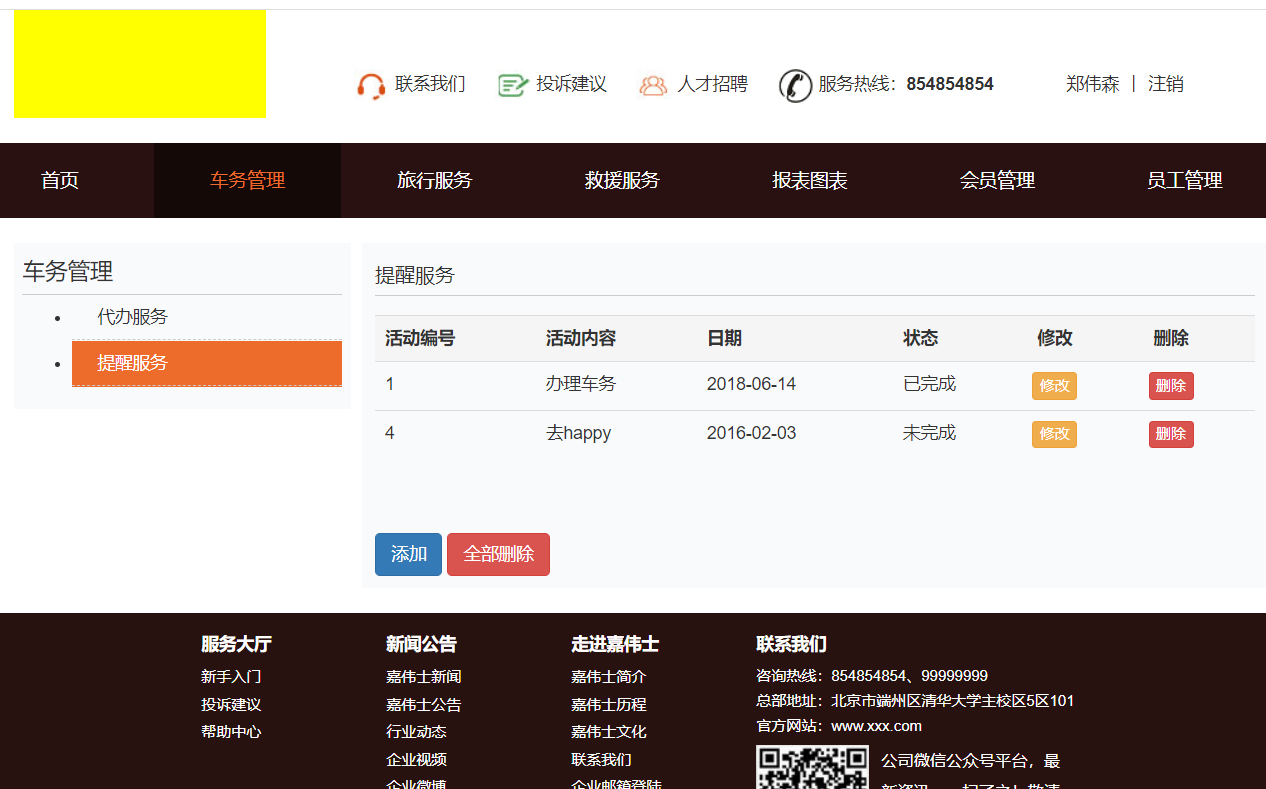 联系我们 投诉建议 人才招聘 服务热线：854854854 郑伟森 | 注销
首页 车务管理 旅行服务 救援服务 报表图表 会员管理 员工管理
车务管理
代办服务
提醒服务
提醒服务
活动编号 活动内容 日期 状态 修改 删除
1 办理车务 2018-06-14 已完成 修改 删除
4 去happy 2016-02-03 未完成 修改 删除
添加 全部删除
服务大厅
新手入门
投诉建议
帮助中心
新闻公告
嘉伟士新闻
嘉伟士公告
行业动态
企业视频
企业微博
走进嘉伟士
嘉伟士简介
嘉伟士历程
嘉伟士文化
联系我们
企业邮箱登陆
联系我们
咨询热线：854854854、99999999
总部地址：北京市端州区清华大学主校区5区101
官方网站：www.xxx.com
公司微信公众号平台，最